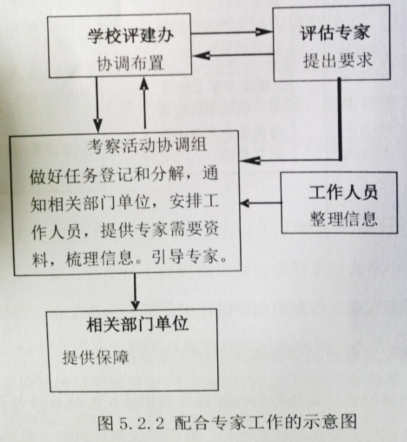 学校评建办
协调布置
评估专家
提出要求
考察活动协调组
做好任务登记和分解，通
知相关部门单位，安排工
作人员，提供专家需要资
料，梳理信息。引导专家。
工作人员
整理信息
相关部门单位
提供保障
图 5.2.2 配合专家工作的示意图